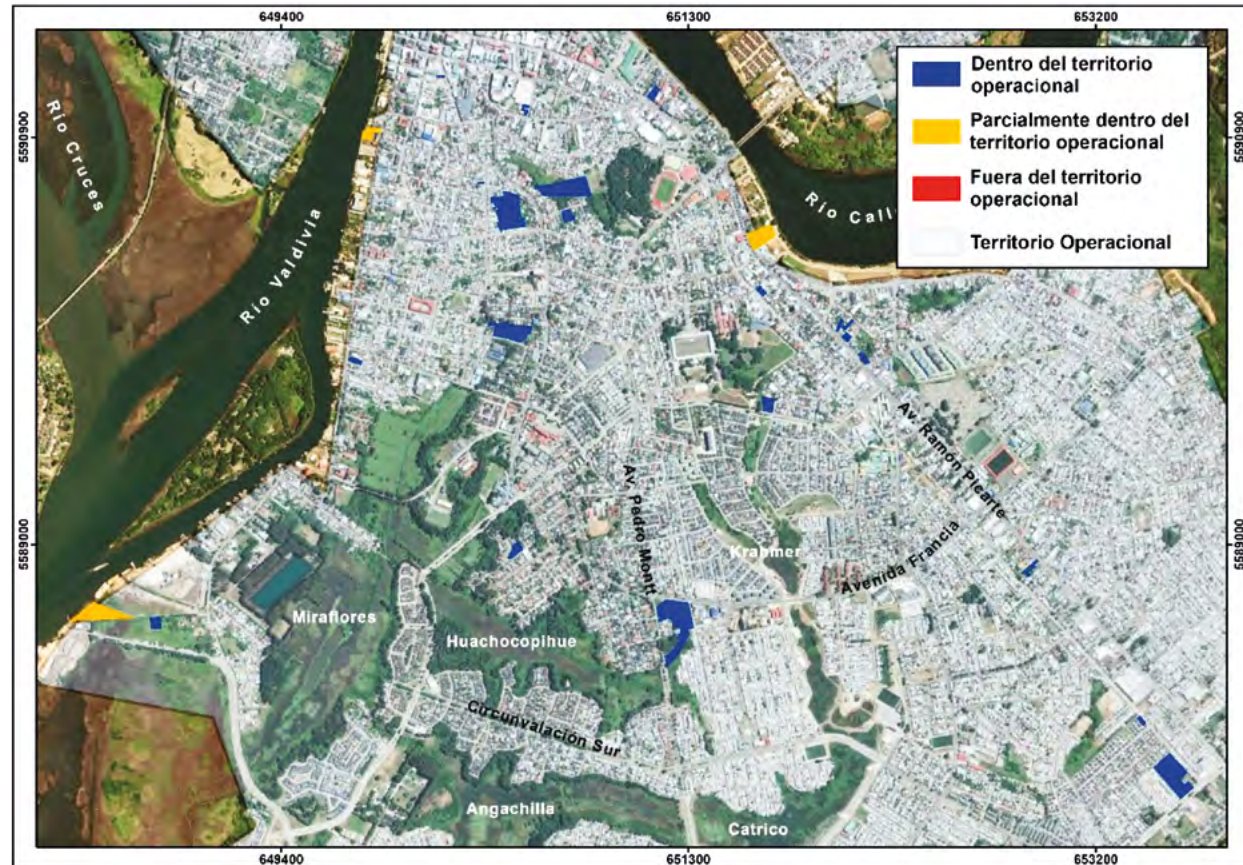 649400
651300
653200
Dentro del territorio
operacional
Parcialmente dentro del
territorio operacional
Fuera del territorio
operacional
Territorio Operacional
5590900
5590900
Río Cruces
Río Valdivia
Río Call
Av. Ramón Picarte
Av. Pedro Montt
Krahmer
Avenida Francia
5589000
5589000
Miraflores
Huachocopihue
Circunvalación Sur
Angachilla
Catrico
649400
651300
653200